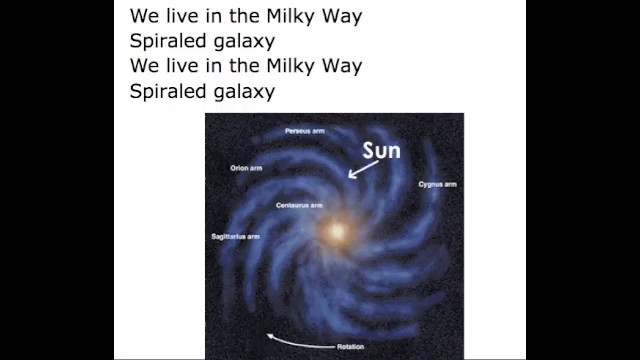 We live in the Milky Way
Spiraled galaxy
We live in the Milky Way
Spiraled galaxy
Perseus arm
Sun
Orion arm
Cygnus arm
Centaurus arm
Sagittarius arm
Rotation